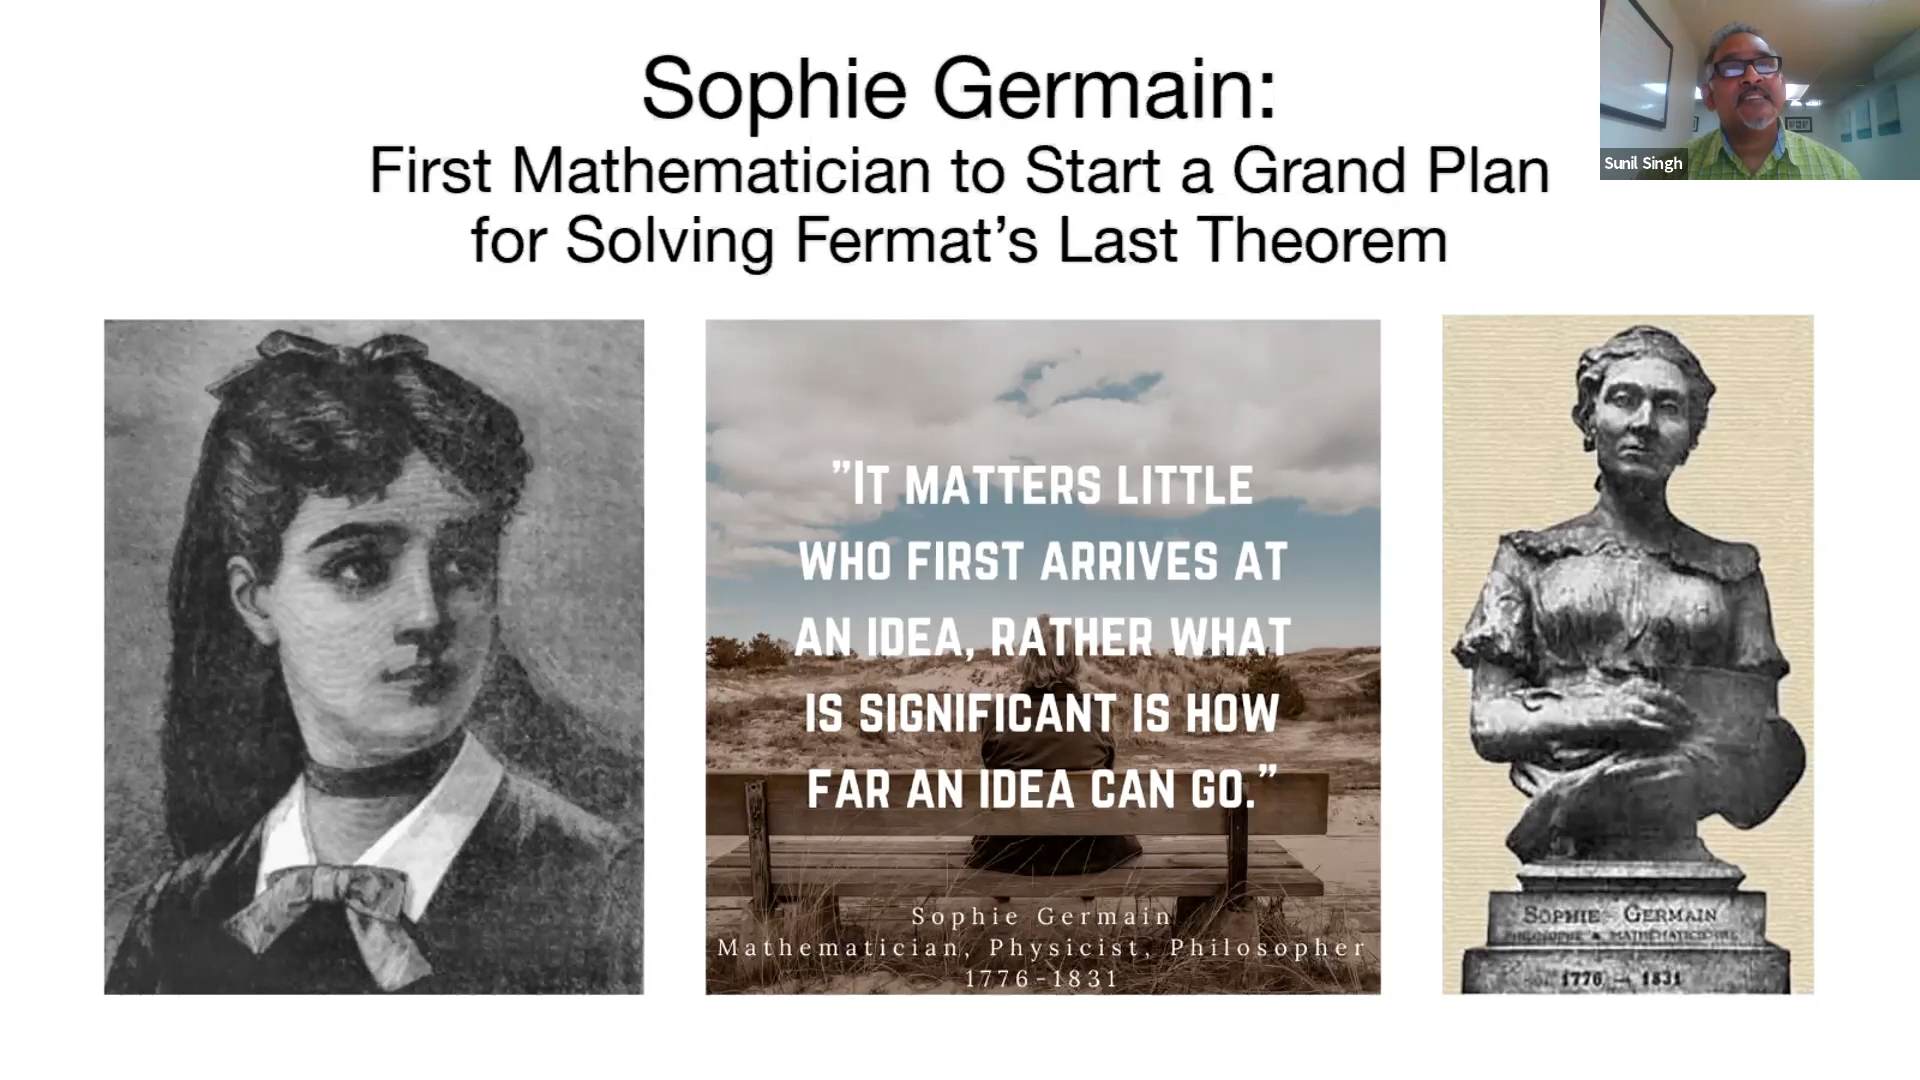 Sophie Germain:
First Mathematician to Start a Grand Plan
for Solving Fermat’s Last Theorem
Sunil Singh
"It matters little
who first arrives at
an idea, rather what
is significant is how
far an idea can go."
Sophie Germain
Mathematician, Physicist, Philosopher
1776-1831
SOPHIE GERMAIN
1776 — 1831